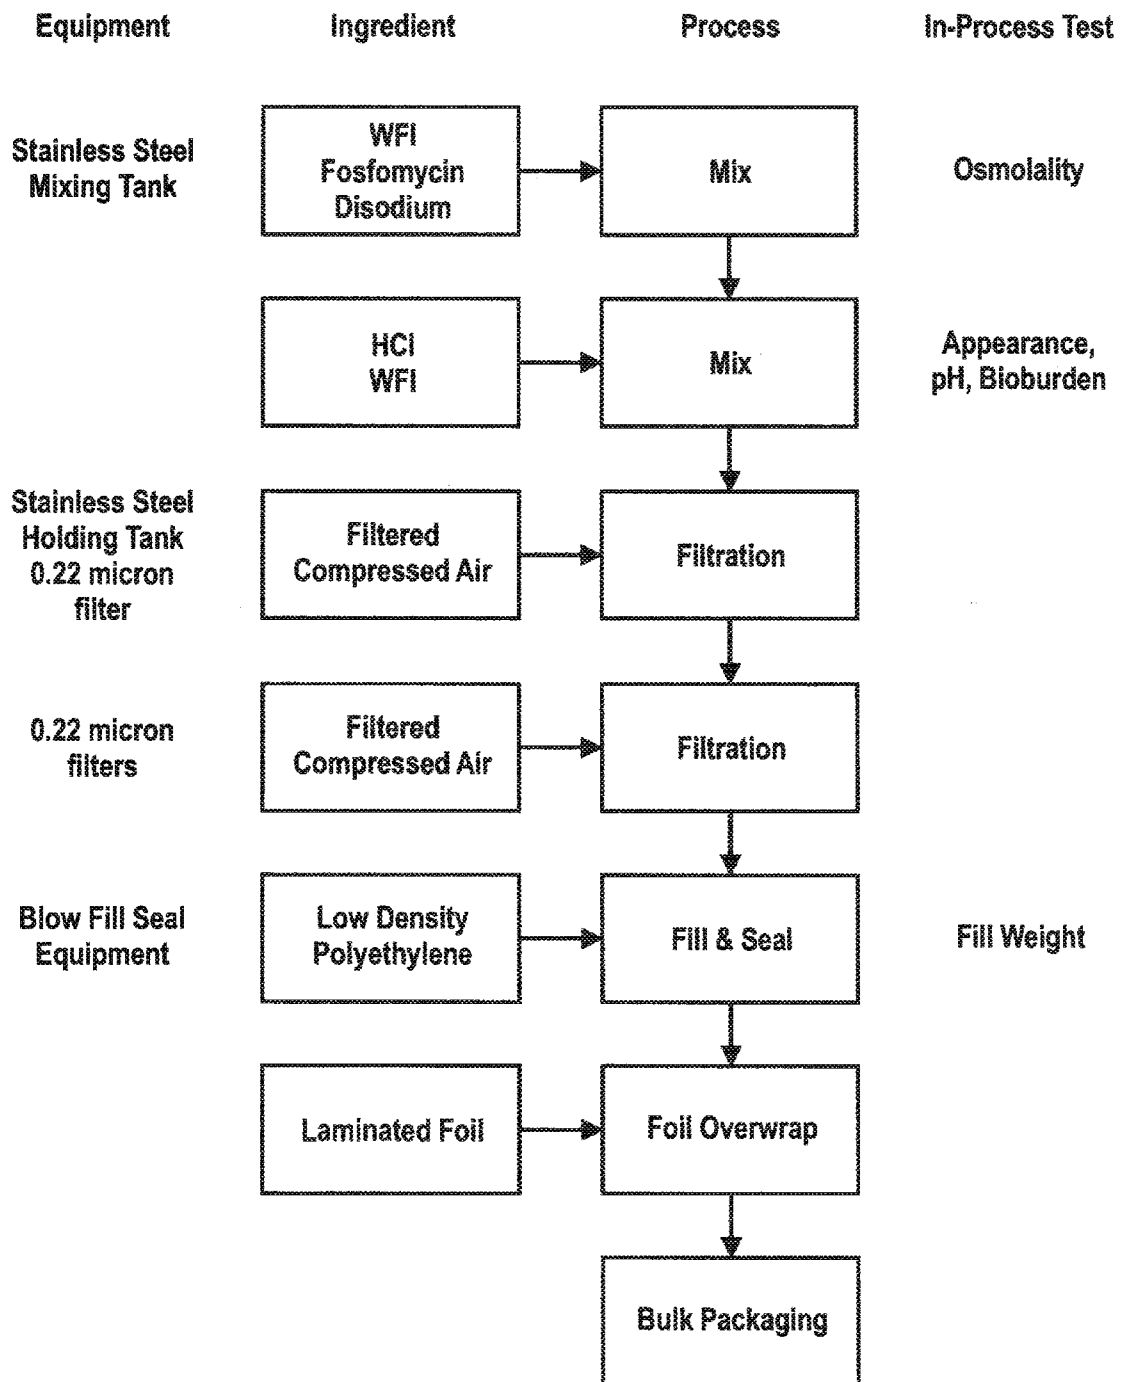 Equipment
Ingredient
Process
In-Process Test
Stainless Steel
Mixing Tank
WFI
Fosfomycin
Disodium
Mix
Osmolality
HCl
WFI
Mix
Appearance,
pH, Bioburden
Stainless Steel
Holding Tank
0.22 micron
filter
Filtered
Compressed Air
Filtration
0.22 micron
filters
Filtered
Compressed Air
Filtration
Blow Fill Seal
Equipment
Low Density
Polyethylene
Fill & Seal
Fill Weight
Laminated Foil
Foil Overwrap
Bulk Packaging